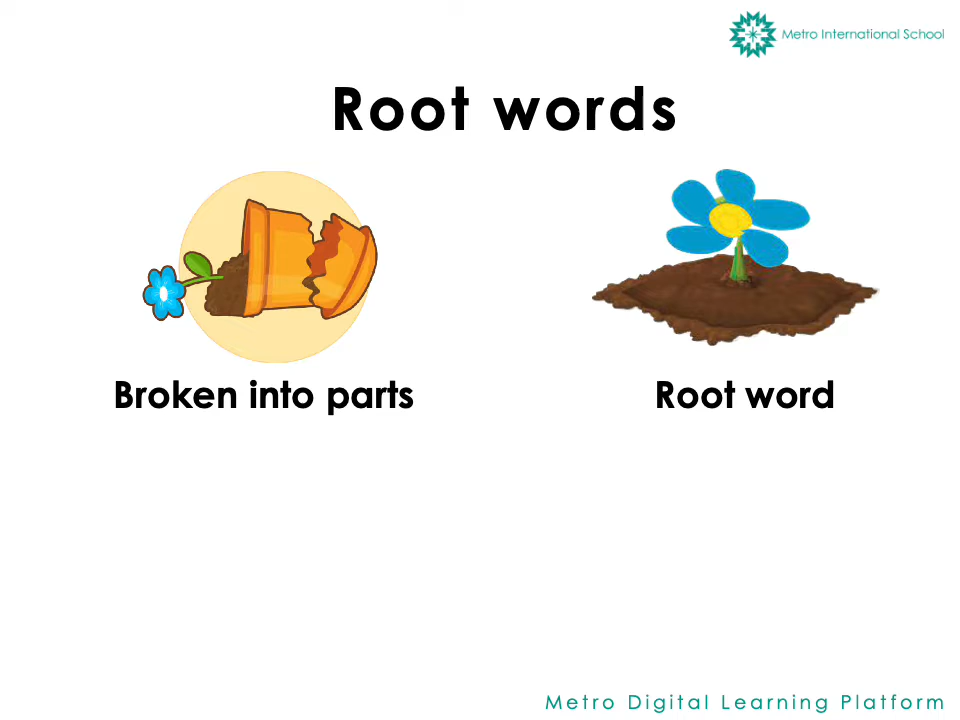 Metro International School
Root words
Broken into parts
Root word
Metro Digital Learning Platform